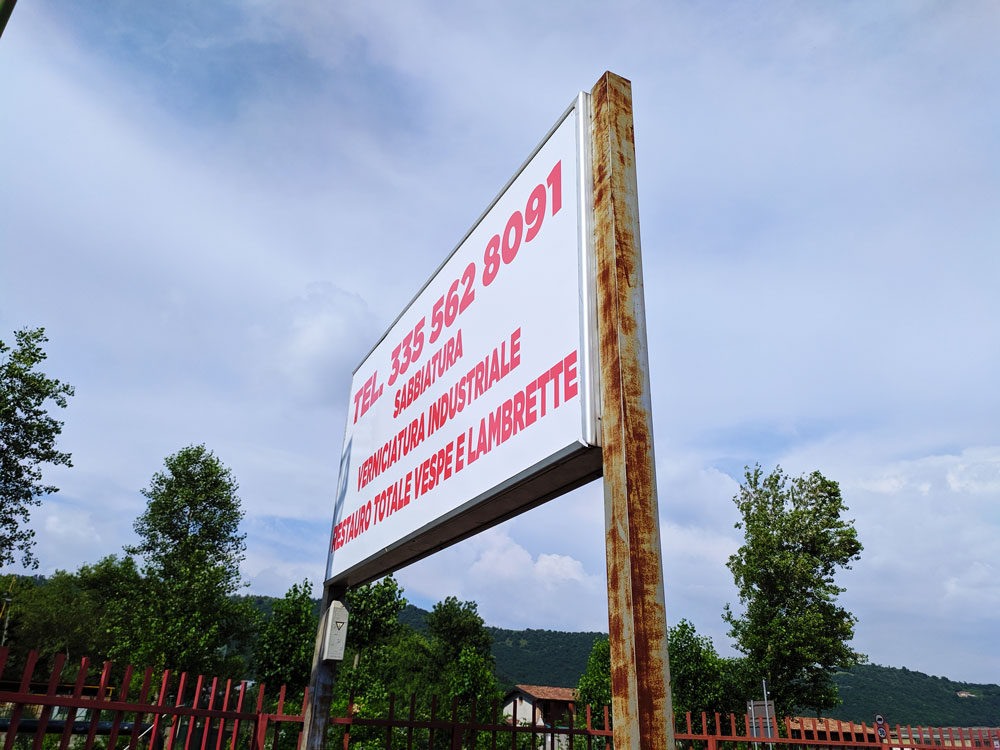 TEL. 335 562 8091
SABBIATURA
VERNICIATURA INDUSTRIALE
RESTAURO TOTALE VESPE E LAMBRETTE